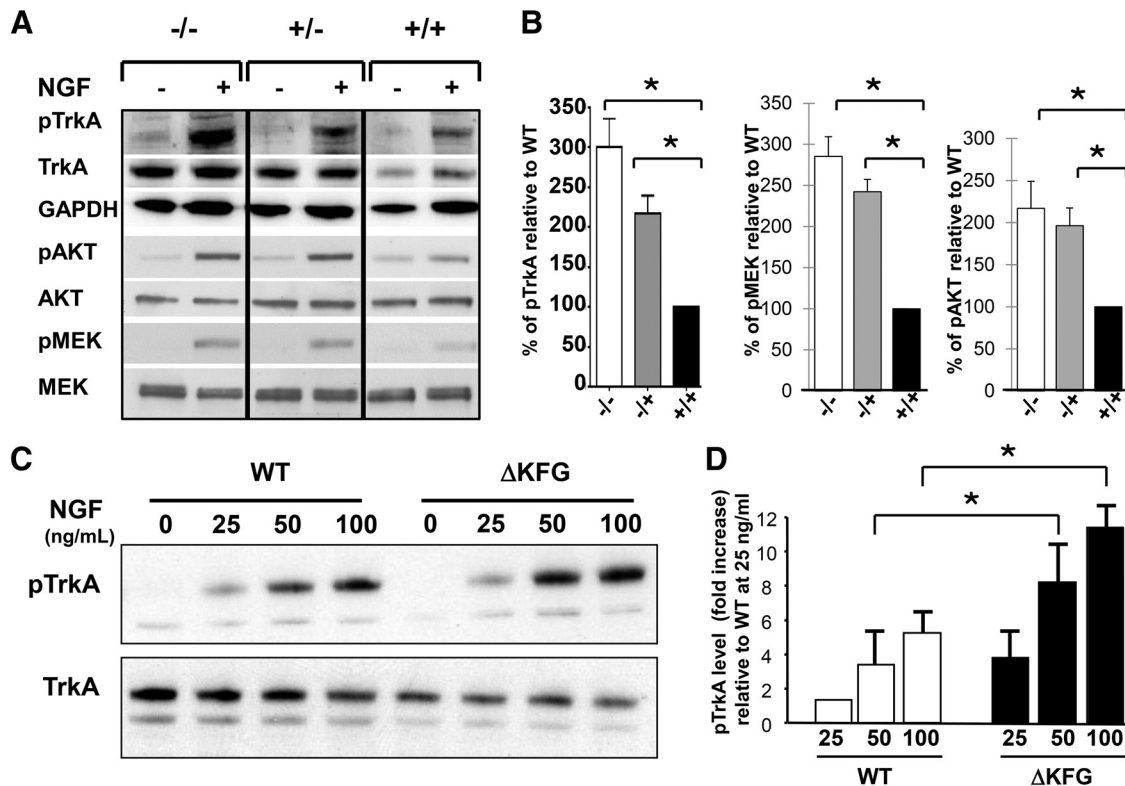 A
-/- +/- +/+
NGF - + - + - +
pTrkA
TrkA
GAPDH
pAKT
AKT
pMEK
MEK
B
* *
% of pTrkA relative to WT
350
300
250
200
150
100
50
0
-/- -/+ +/+
* *
% of pMEK relative to WT
350
300
250
200
150
100
50
0
-/- -/+ +/+
* *
% of pAKT relative to WT
300
250
200
150
100
50
0
-/- -/+ +/+
C
WT ΔKFG
NGF
(ng/mL)
0 25 50 100 0 25 50 100
pTrkA
TrkA
D
* *
pTrkA level (fold increase)
relative to WT at 25 ng/ml
12
10
8
6
4
2
0
25 50 100 25 50 100
WT ΔKFG